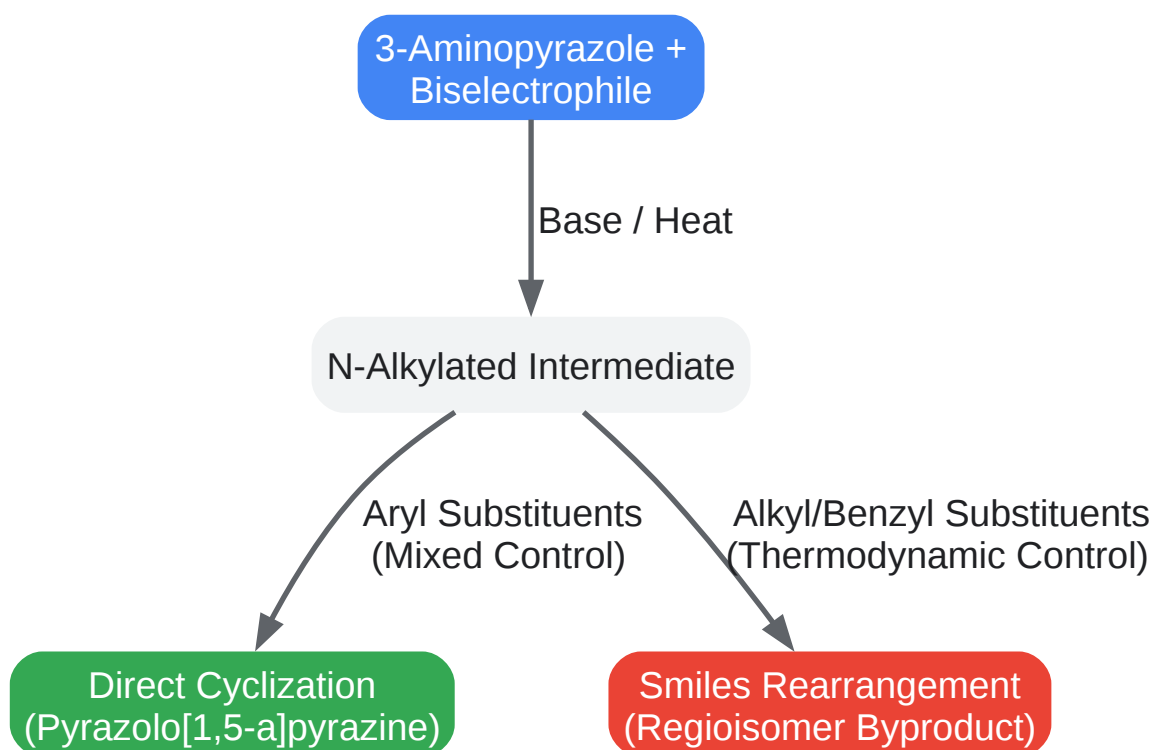 3-Aminopyrazole +
Biselectrophile
Base / Heat
N-Alkylated Intermediate
Aryl Substituents
(Mixed Control)
Alkyl/Benzyl Substituents
(Thermodynamic Control)
Direct Cyclization
(Pyrazolo[1,5-a]pyrazine)
Smiles Rearrangement
(Regioisomer Byproduct)